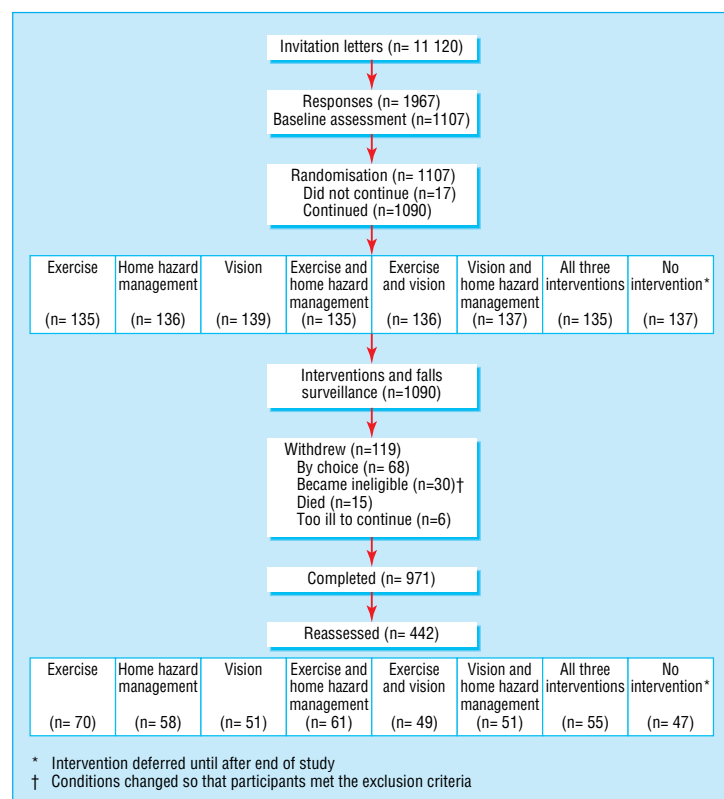 Invitation letters (n= 11 120)
Responses (n= 1967)
Baseline assessment (n=1107)
Randomisation (n= 1107)
Did not continue (n=17)
Continued (n=1090)
Exercise
(n= 135)
Home hazard
management
(n= 136)
Vision
(n= 139)
Exercise and
home hazard
management
(n= 135)
Exercise
and vision
(n= 136)
Vision and
home hazard
management
(n= 137)
All three
interventions
(n= 135)
No
intervention*
(n= 137)
Interventions and falls
surveillance (n=1090)
Withdrew (n=119)
By choice (n= 68)
Became ineligible (n=30)†
Died (n=15)
Too ill to continue (n=6)
Completed (n= 971)
Reassessed (n= 442)
Exercise
(n= 70)
Home hazard
management
(n= 58)
Vision
(n= 51)
Exercise and
home hazard
management
(n= 61)
Exercise
and vision
(n= 49)
Vision and
home hazard
management
(n= 51)
All three
interventions
(n= 55)
No
intervention*
(n= 47)
* Intervention deferred until after end of study
† Conditions changed so that participants met the exclusion criteria